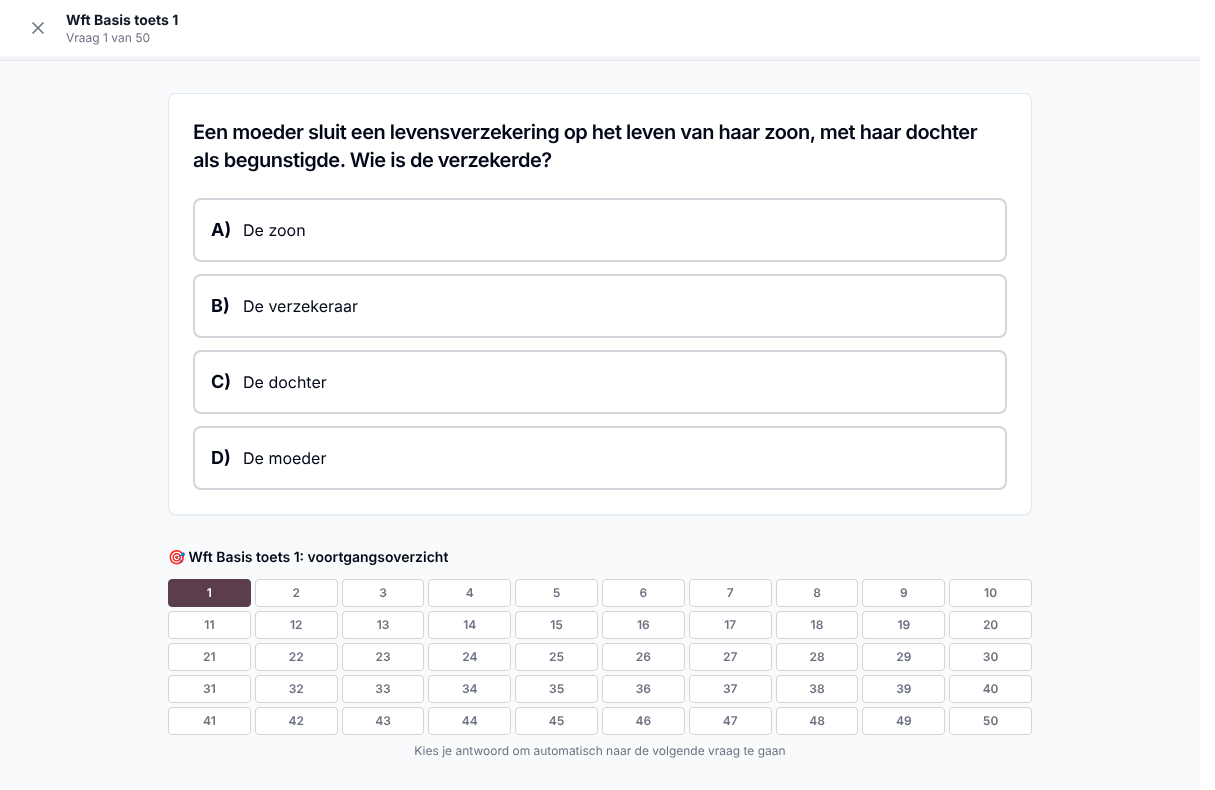 Wft Basis toets 1
Vraag 1 van 50
Een moeder sluit een levensverzekering op het leven van haar zoon, met haar dochter
als begunstigde. Wie is de verzekerde?
A) De zoon
B) De verzekeraar
C) De dochter
D) De moeder
🎯 Wft Basis toets 1: voortgangsoverzicht
1 2 3 4 5 6 7 8 9 10
11 12 13 14 15 16 17 18 19 20
21 22 23 24 25 26 27 28 29 30
31 32 33 34 35 36 37 38 39 40
41 42 43 44 45 46 47 48 49 50
Kies je antwoord om automatisch naar de volgende vraag te gaan